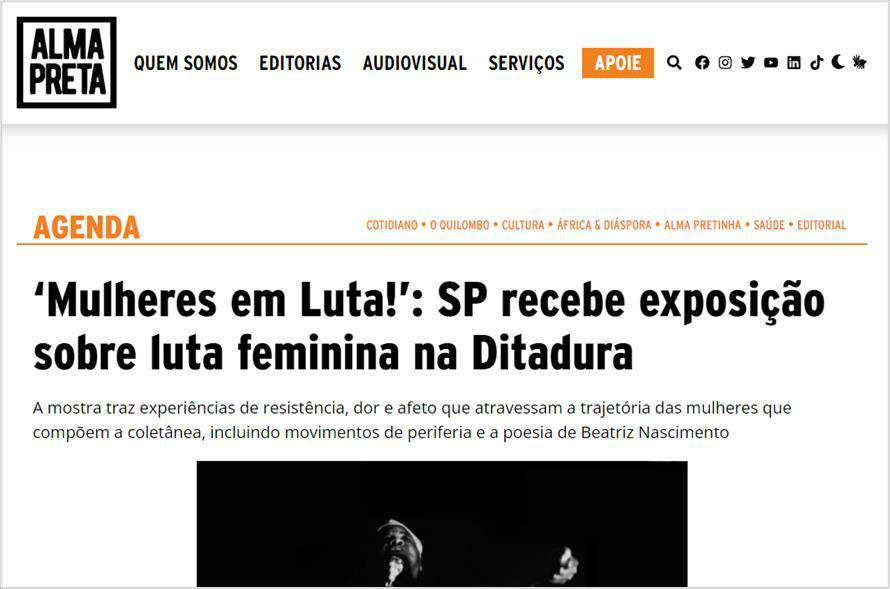 ALMA
PRETA
QUEM SOMOS EDITORIAS AUDIOVISUAL SERVIÇOS APOIE
AGENDA
COTIDIANO • O QUILOMBO • CULTURA • ÁFRICA & DIÁSPORA • ALMA PRETINHA • SAÚDE • EDITORIAL
‘Mulheres em Luta!’: SP recebe exposição
sobre luta feminina na Ditadura
A mostra traz experiências de resistência, dor e afeto que atravessam a trajetória das mulheres que
compõem a coletânea, incluindo movimentos de periferia e a poesia de Beatriz Nascimento